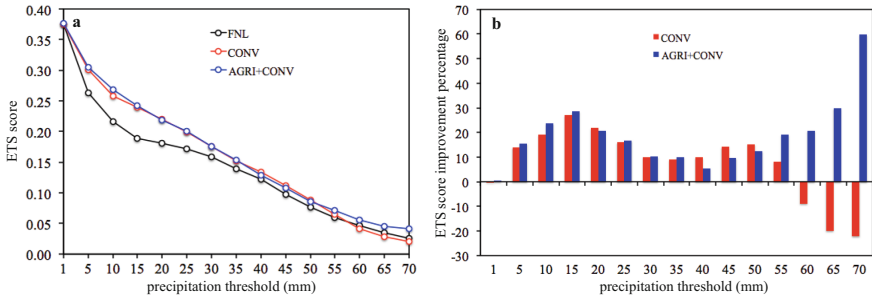 a
FNL
CONV
AGRI+CONV
ETS score
0.40
0.35
0.30
0.25
0.20
0.15
0.10
0.05
0.00
1 5 10 15 20 25 30 35 40 45 50 55 60 65 70
precipitation threshold (mm)
b
CONV
AGRI+CONV
ETS score improvement percentage
70
60
50
40
30
20
10
0
-10
-20
-30
1 5 10 15 20 25 30 35 40 45 50 55 60 65 70
precipitation threshold (mm)